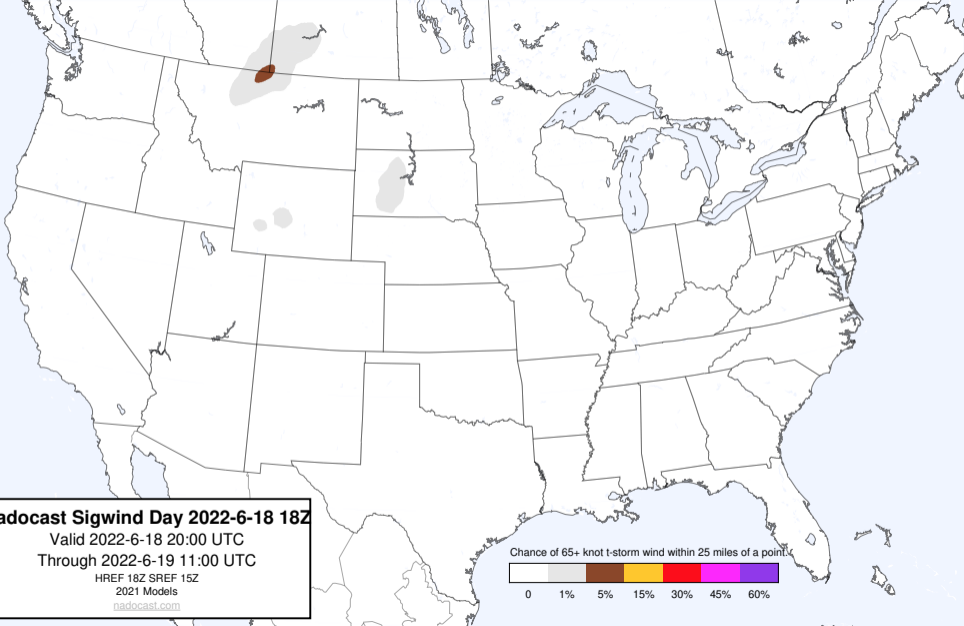 adocast Sigwind Day 2022-6-18 18Z
Valid 2022-6-18 20:00 UTC
Through 2022-6-19 11:00 UTC
HREF 18Z SREF 15Z
2021 Models
nadocast.com
Chance of 65+ knot t-storm wind within 25 miles of a point.
0 1% 5% 15% 30% 45% 60%